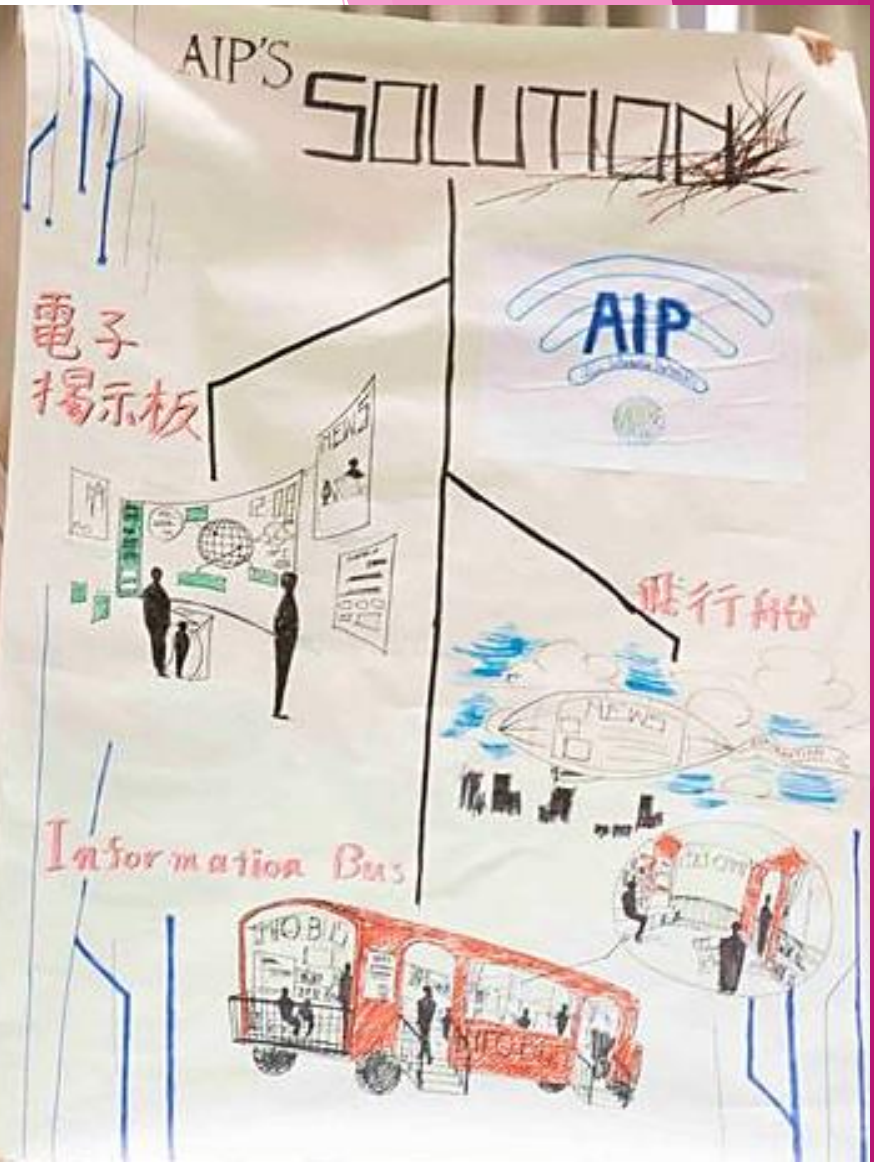 AIP'S
SOLUTION
AIP
電子
掲示板
NEWS
12:00
飛行船
NEWS
Information Bus
INFO BUS
INFO BUS